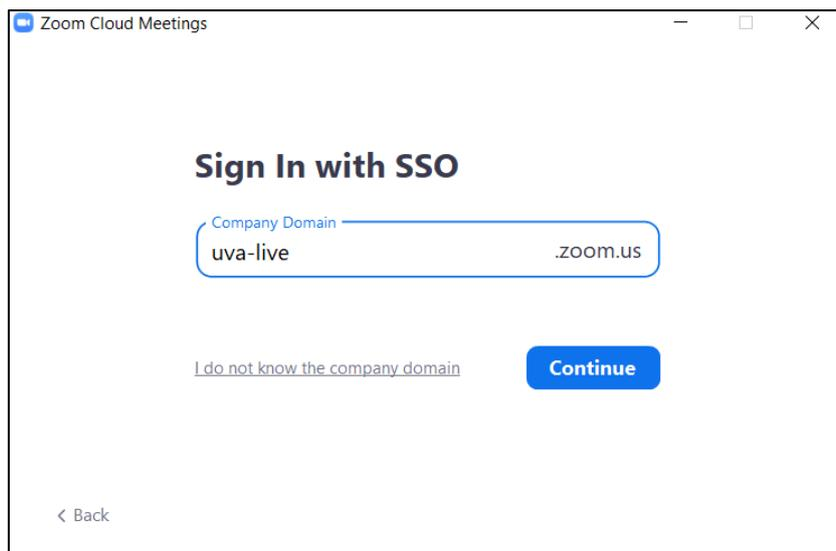 Zoom Cloud Meetings
Sign In with SSO
Company Domain
uva-live .zoom.us
I do not know the company domain Continue
Back